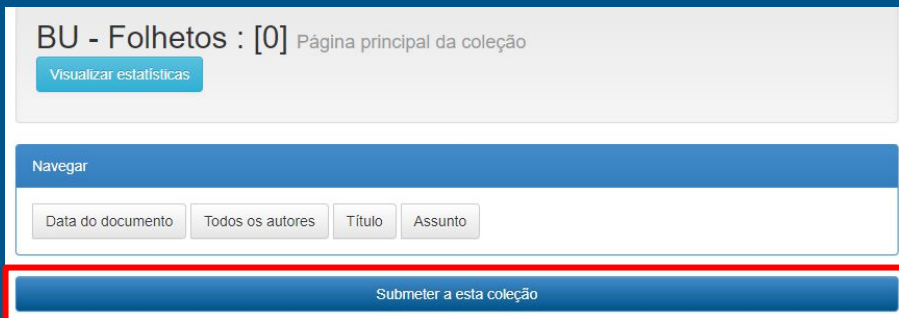 BU - Folhetos : [0] Página principal da coleção
Visualizar estatísticas
Navegar
Data do documento Todos os autores Título Assunto
Submeter a esta coleção